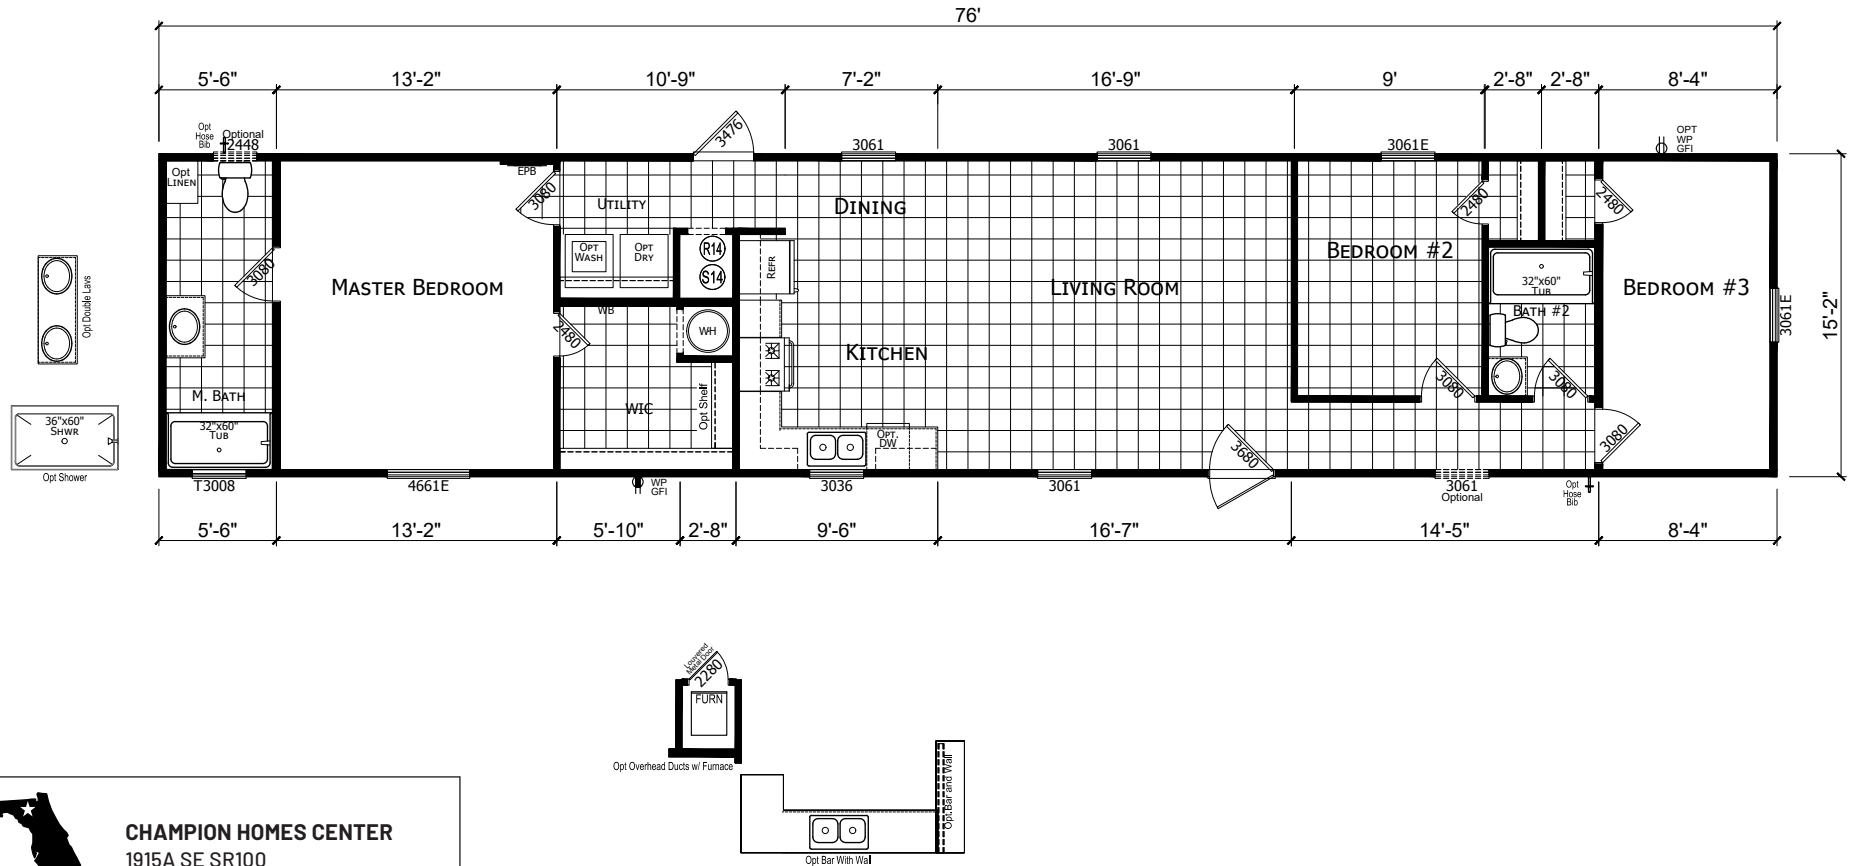 76'
5'-6"
13'-2"
10'-9"
7'-2"
16'-9"
9'
2'-8"
2'-8"
8'-4"
Opt
Hose
Bib
Optional
2448
3476
3061
3061
3061E
OPT
WP
GFI
Opt
Linen
EPB
3080
Utility
Dining
2480
2480
Opt
Wash
Opt
Dry
R14
S14
Refr
Bedroom #2
3080
Master Bedroom
Living Room
32"x60"
Tub
Bedroom #3
Opt Double Lavs
WB
WH
Bath #2
3061E
15'-2"
2480
Kitchen
3080
3080
M. Bath
WIC
Opt Shelf
36"x60"
Shwr
Opt Shower
32"x60"
Tub
Opt.
DW
3680
3080
T3008
4661E
WP
GFI
3036
3061
3061
Optional
Opt
Hose
Bib
5'-6"
13'-2"
5'-10"
2'-8"
9'-6"
16'-7"
14'-5"
8'-4"
Louvered
Metal Door
2280
FURN
Opt Overhead Ducts w/ Furnace
Opt Bar and Wall
Opt Bar With Wall
CHAMPION HOMES CENTER
1915A SE SR100